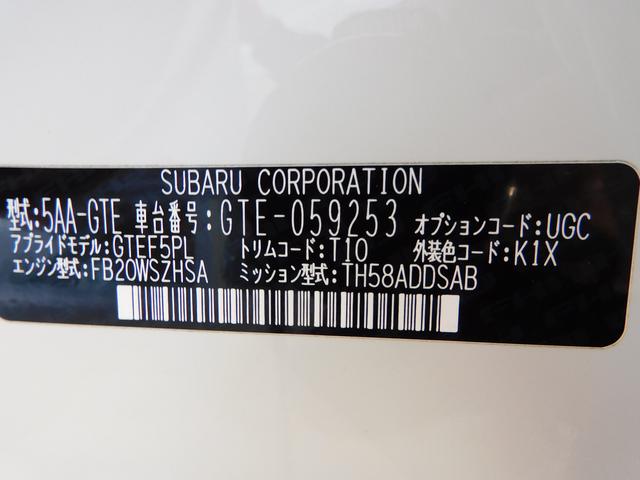 SUBARU CORPORATION
型式:5AA-GTE 車台番号:GTE-059253 オプションコード:UGC
アプライドモデル:GTEF5PL トリムコード:T10 外装色コード:K1X
エンジン型式:FB20WSZHSA ミッション型式:TH58ADDSAB